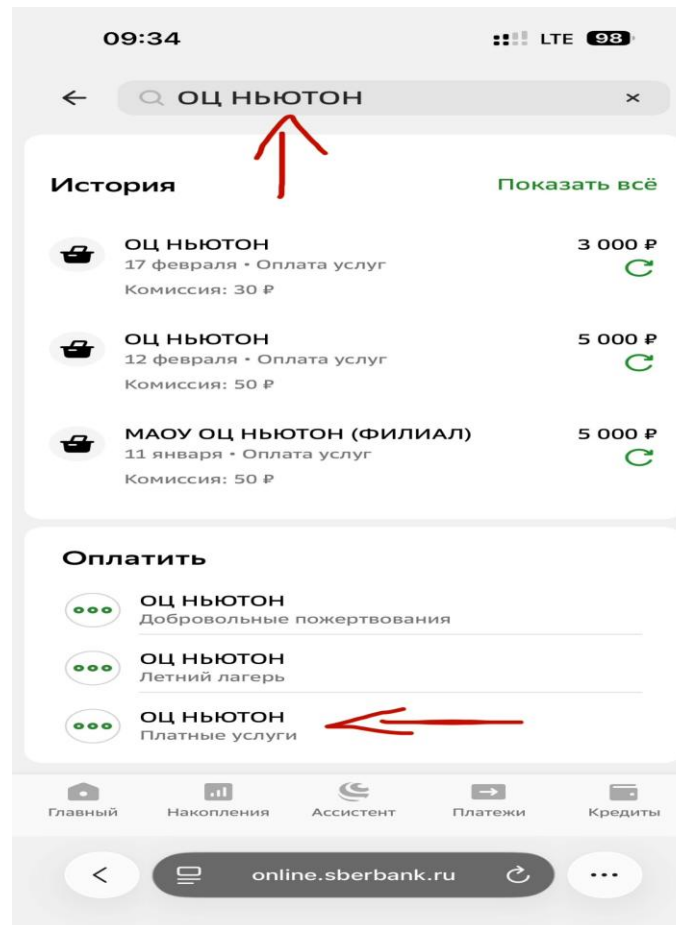 09:34 LTE 98
ОЦ НЬЮТОН
История Показать всё
ОЦ НЬЮТОН 3 000 ₽
17 февраля • Оплата услуг
Комиссия: 30 ₽
ОЦ НЬЮТОН 5 000 ₽
12 февраля • Оплата услуг
Комиссия: 50 ₽
МАОУ ОЦ НЬЮТОН (ФИЛИАЛ) 5 000 ₽
11 января • Оплата услуг
Комиссия: 50 ₽
Оплатить
ОЦ НЬЮТОН
Добровольные пожертвования
ОЦ НЬЮТОН
Летний лагерь
ОЦ НЬЮТОН
Платные услуги
Главный Накопления Ассистент Платежи Кредиты
online.sberbank.ru